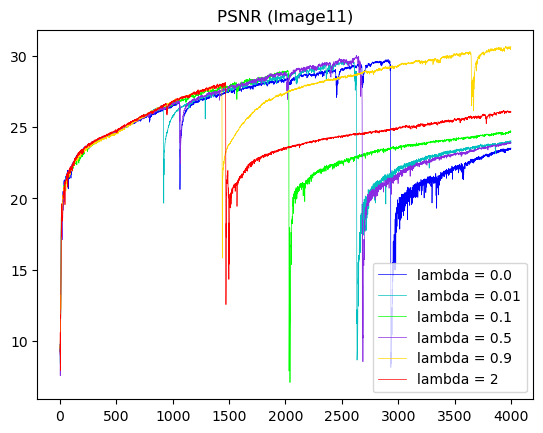 PSNR (Image11)
30
25
20
15
10
0
500
1000
1500
2000
2500
3000
3500
4000
lambda = 0.0
lambda = 0.01
lambda = 0.1
lambda = 0.5
lambda = 0.9
lambda = 2